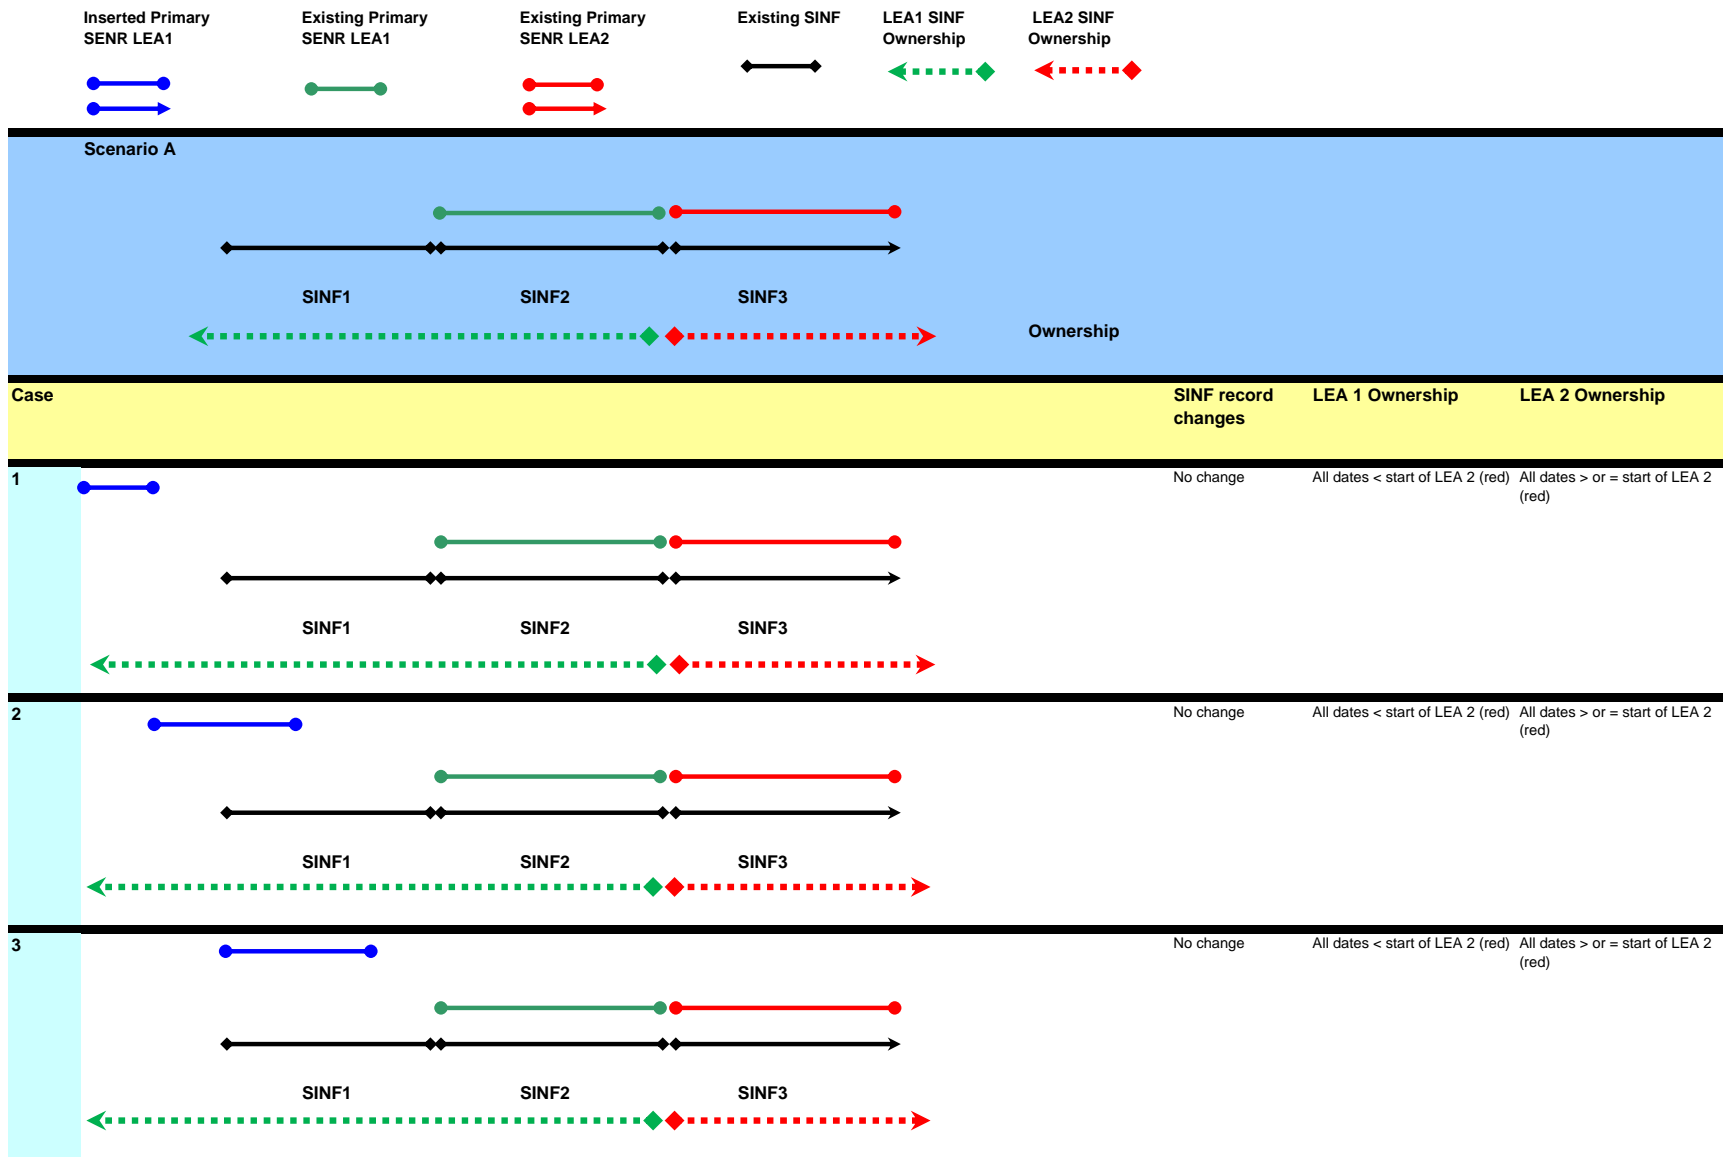 Inserted Primary
SENR LEA1
Existing Primary
SENR LEA1
Existing Primary
SENR LEA2
Existing SINF
LEA1 SINF
Ownership
LEA2 SINF
Ownership
Scenario A
SINF1
SINF2
SINF3
Ownership
Case
SINF record
changes
LEA 1 Ownership
LEA 2 Ownership
1
No change
All dates < start of LEA 2 (red)
All dates > or = start of LEA 2
(red)
SINF1
SINF2
SINF3
2
No change
All dates < start of LEA 2 (red)
All dates > or = start of LEA 2
(red)
SINF1
SINF2
SINF3
3
No change
All dates < start of LEA 2 (red)
All dates > or = start of LEA 2
(red)
SINF1
SINF2
SINF3